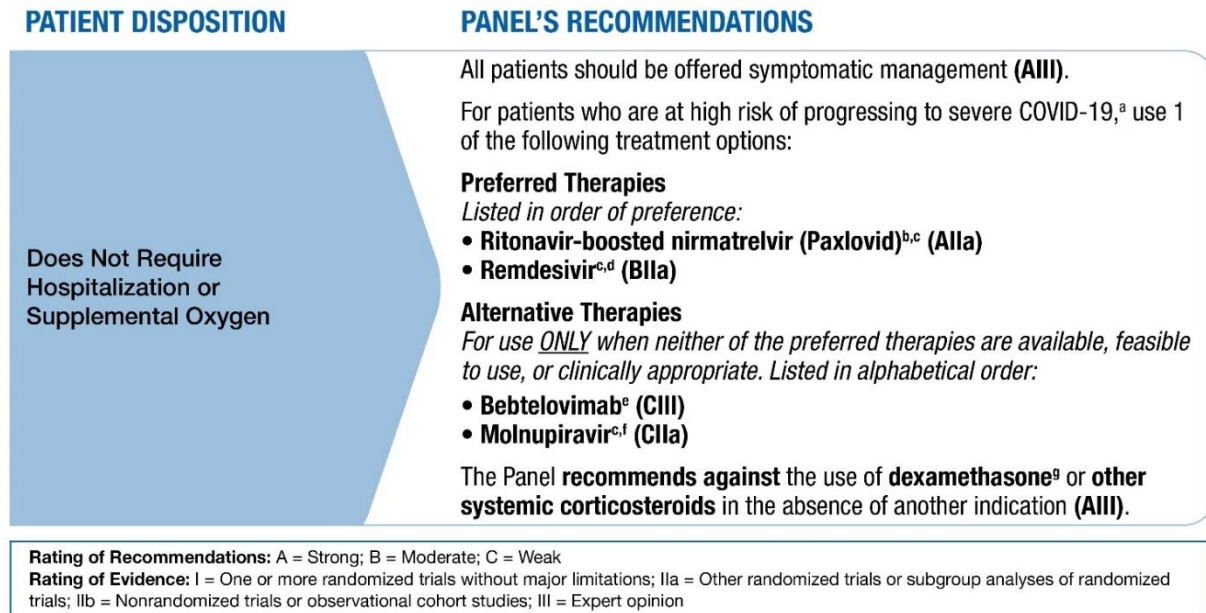 PATIENT DISPOSITION
PANEL'S RECOMMENDATIONS
Does Not Require
Hospitalization or
Supplemental Oxygen
All patients should be offered symptomatic management (AIII).
For patients who are at high risk of progressing to severe COVID-19,ᵃ use 1
of the following treatment options:
Preferred Therapies
Listed in order of preference:
• Ritonavir-boosted nirmatrelvir (Paxlovid)ᵇ,ᶜ (AIIa)
• Remdesivirᶜ,ᵈ (BIIa)
Alternative Therapies
For use ONLY when neither of the preferred therapies are available, feasible
to use, or clinically appropriate. Listed in alphabetical order:
• Bebtelovimabᵉ (CIII)
• Molnupiravirᶜ,ᶠ (CIIa)
The Panel recommends against the use of dexamethasoneᵍ or other
systemic corticosteroids in the absence of another indication (AIII).
Rating of Recommendations: A = Strong; B = Moderate; C = Weak
Rating of Evidence: I = One or more randomized trials without major limitations; IIa = Other randomized trials or subgroup analyses of randomized
trials; IIb = Nonrandomized trials or observational cohort studies; III = Expert opinion